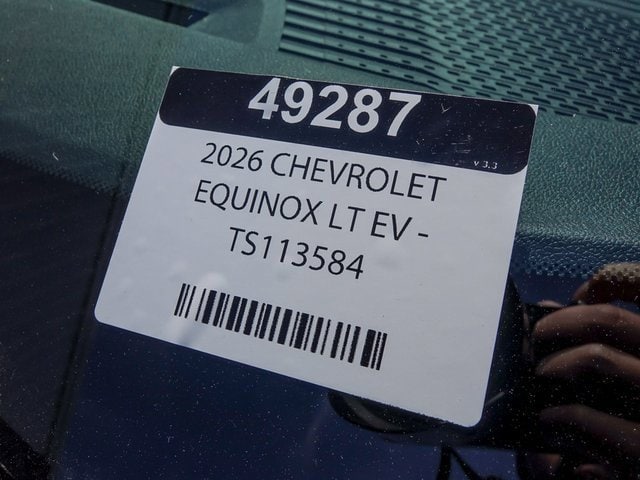 49287
v 3.3
2026 CHEVROLET
EQUINOX LT EV -
TS113584